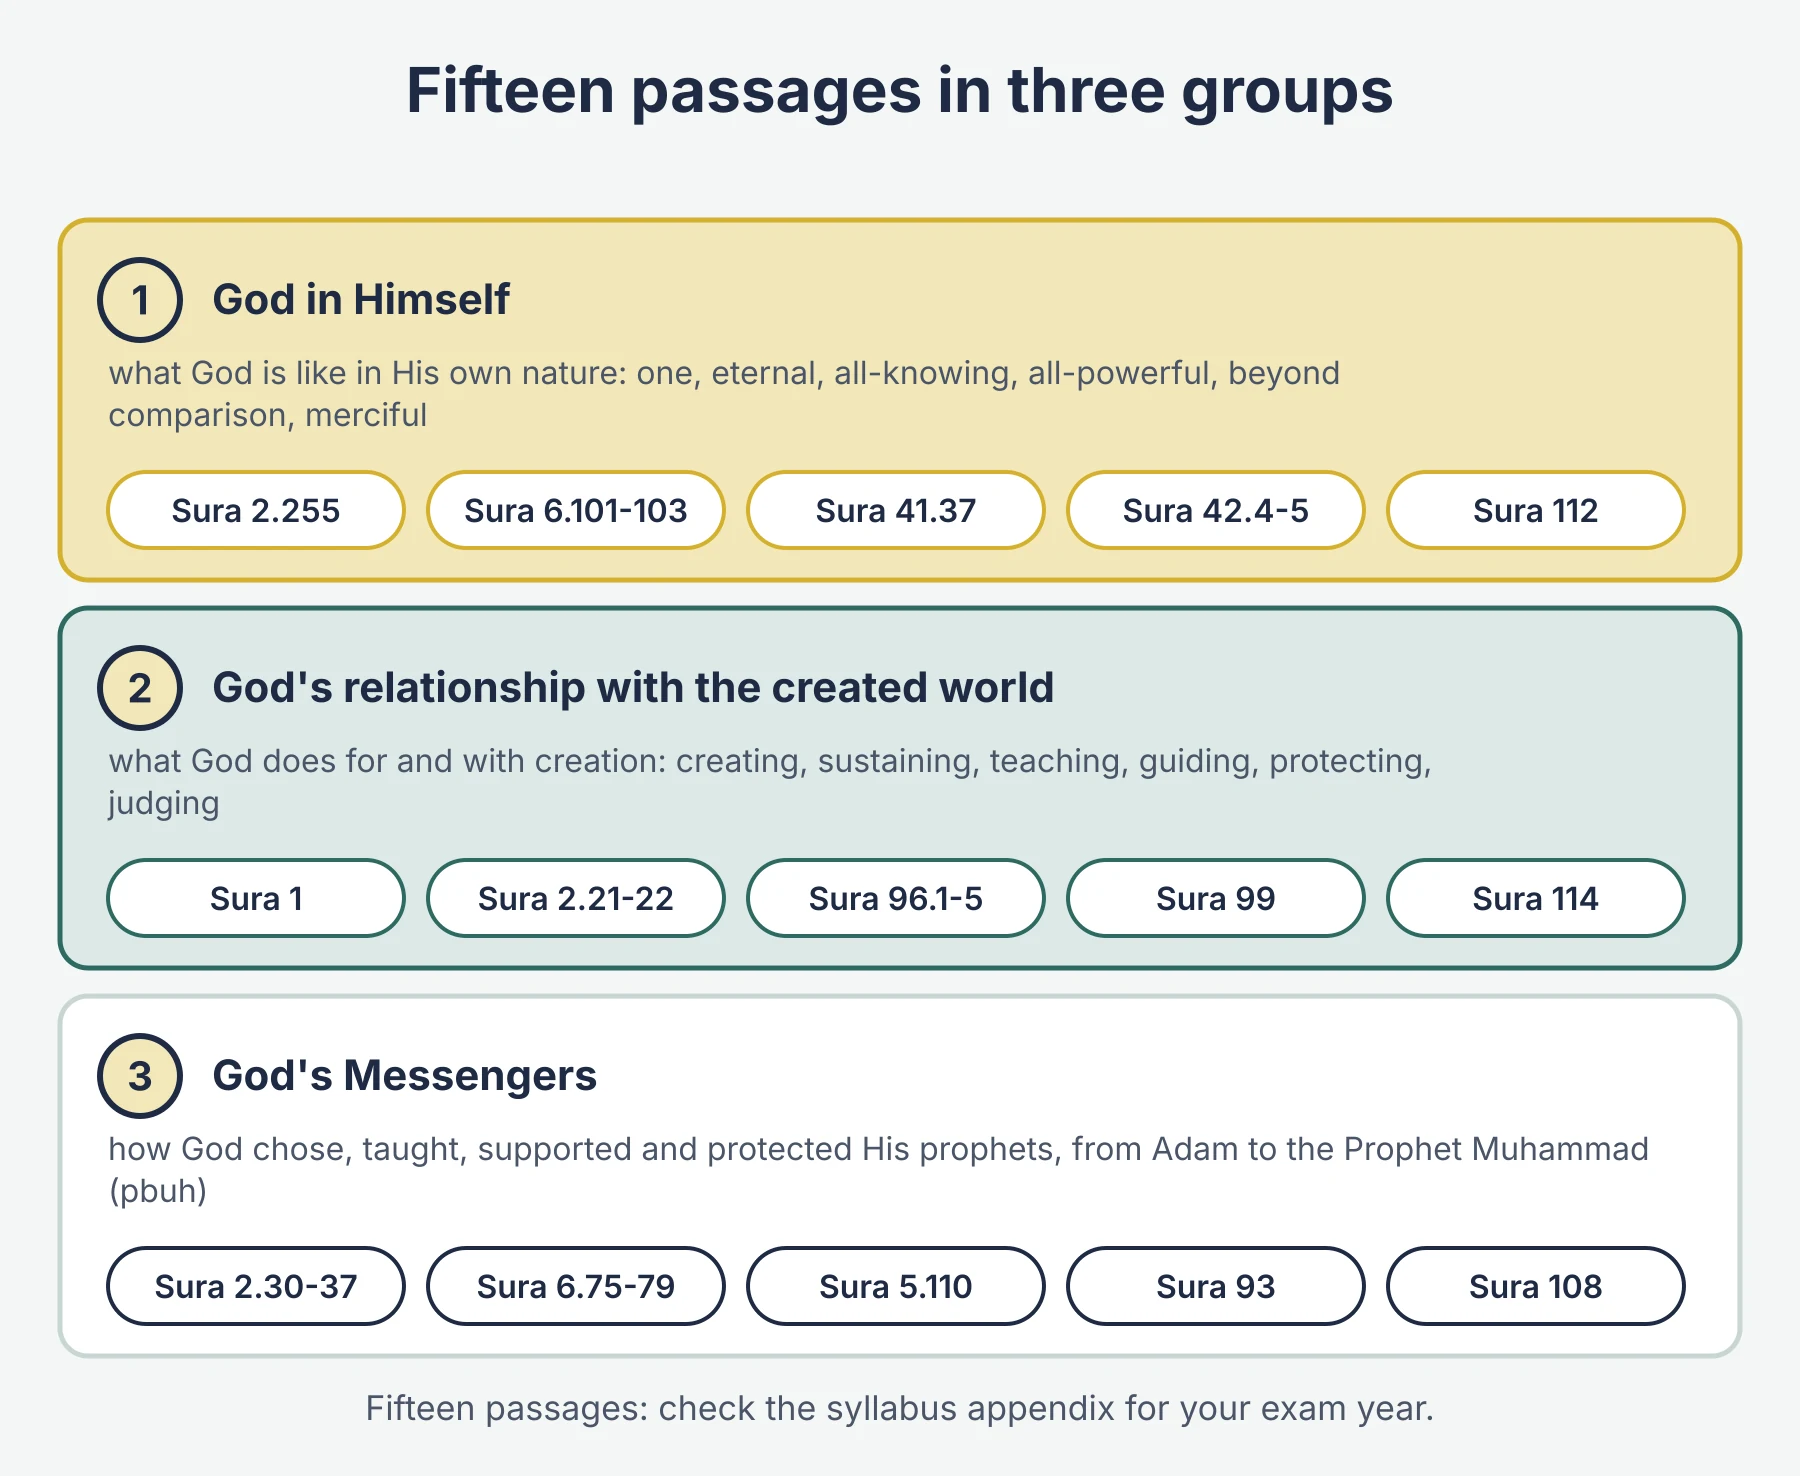 Fifteen passages in three groups
1
God in Himself
what God is like in His own nature: one, eternal, all-knowing, all-powerful, beyond
comparison, merciful
Sura 2.255
Sura 6.101-103
Sura 41.37
Sura 42.4-5
Sura 112
2
God's relationship with the created world
what God does for and with creation: creating, sustaining, teaching, guiding, protecting,
judging
Sura 1
Sura 2.21-22
Sura 96.1-5
Sura 99
Sura 114
3
God's Messengers
how God chose, taught, supported and protected His prophets, from Adam to the Prophet Muhammad
(pbuh)
Sura 2.30-37
Sura 6.75-79
Sura 5.110
Sura 93
Sura 108
Fifteen passages: check the syllabus appendix for your exam year.